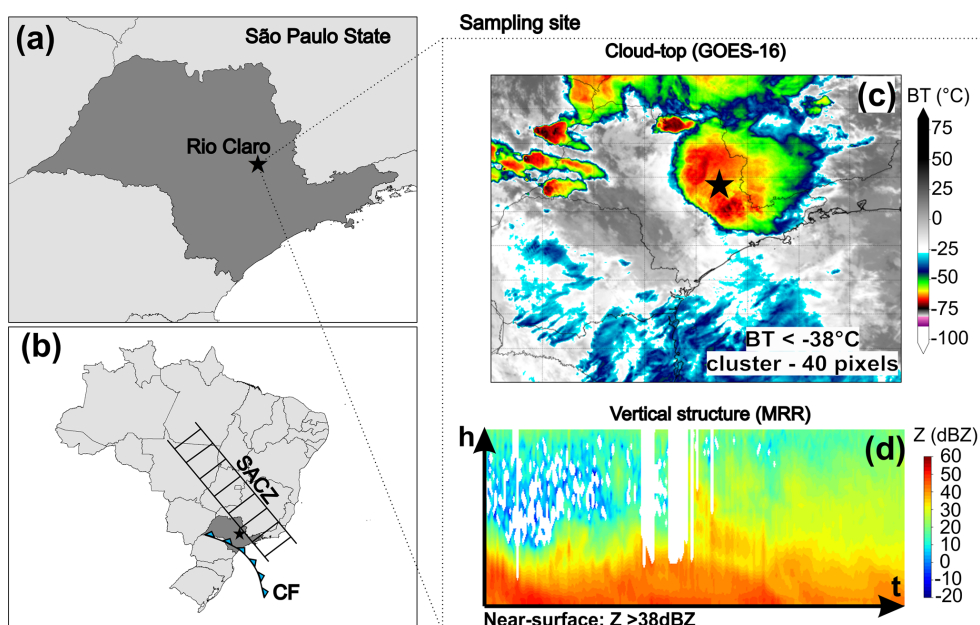 Sampling site
(a)
São Paulo State
Rio Claro
Cloud-top (GOES-16)
(c)
BT (°C)
75
50
25
0
-25
-50
-75
-100
BT < -38°C
cluster - 40 pixels
(b)
SACZ
CF
Vertical structure (MRR)
h
(d)
Z (dBZ)
60
50
40
30
20
10
0
-10
-20
t
Near-surface: Z >38dBZ